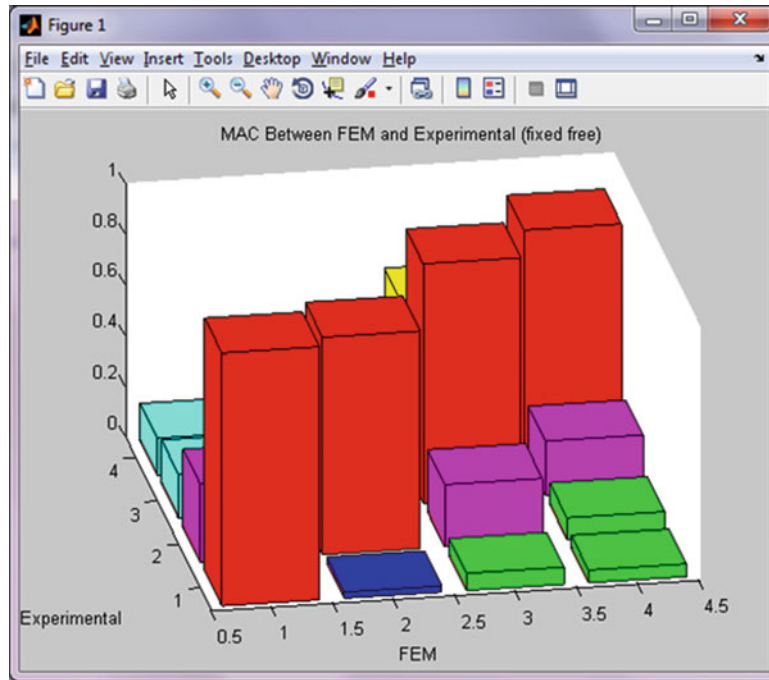 Figure 1
File Edit View Insert Tools Desktop Window Help
MAC Between FEM and Experimental (fixed free)
1
0.8
0.6
0.4
0.2
0
4
3
2
1
Experimental
0.5 1 1.5 2 2.5 3 3.5 4 4.5
FEM